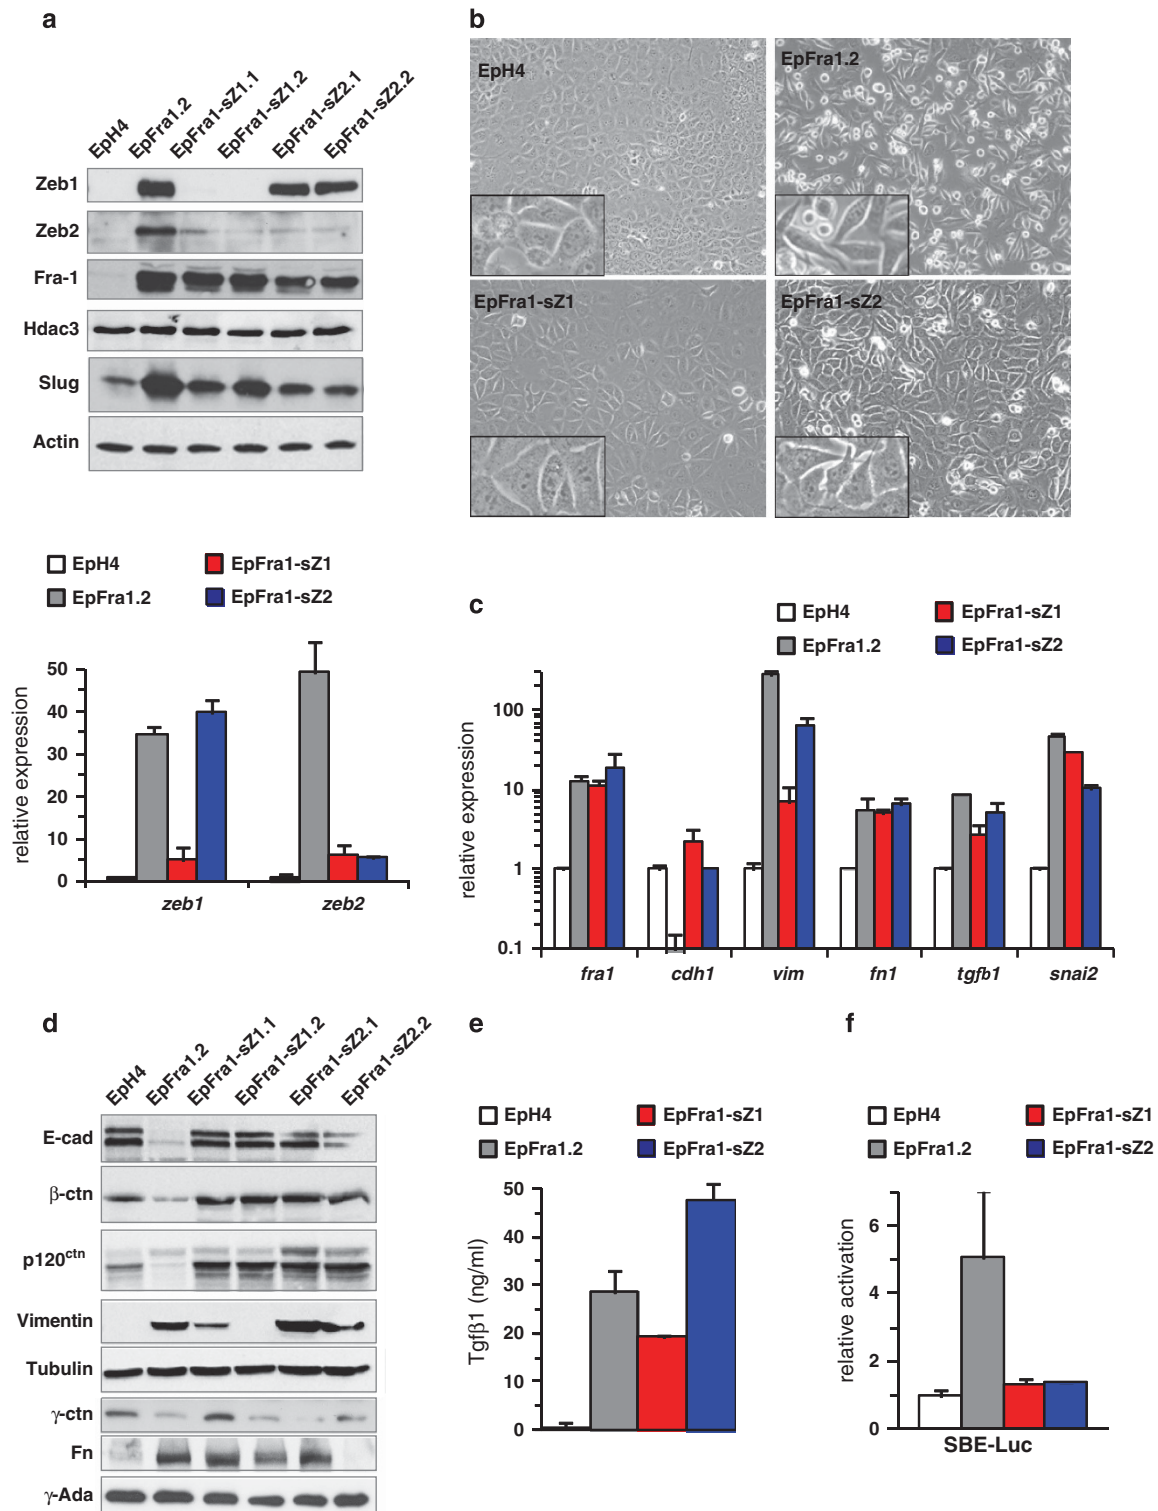 a
EpH4
EpFra1.2
EpFra1-sZ1.1
EpFra1-sZ1.2
EpFra1-sZ2.1
EpFra1-sZ2.2
Zeb1
Zeb2
Fra-1
Hdac3
Slug
Actin
EpH4
EpFra1-sZ1
EpFra1.2
EpFra1-sZ2
relative expression
50
40
30
20
10
0
zeb1
zeb2
b
EpH4
EpFra1.2
EpFra1-sZ1
EpFra1-sZ2
c
EpH4
EpFra1-sZ1
EpFra1.2
EpFra1-sZ2
relative expression
100
10
1
0.1
fra1
cdh1
vim
fn1
tgfb1
snai2
d
EpH4
EpFra1.2
EpFra1-sZ1.1
EpFra1-sZ1.2
EpFra1-sZ2.1
EpFra1-sZ2.2
E-cad
β-ctn
p120ctn
Vimentin
Tubulin
γ-ctn
Fn
γ-Ada
e
EpH4
EpFra1-sZ1
EpFra1.2
EpFra1-sZ2
Tgfβ1 (ng/ml)
50
40
30
20
10
0
f
EpH4
EpFra1-sZ1
EpFra1.2
EpFra1-sZ2
relative activation
6
4
2
0
SBE-Luc